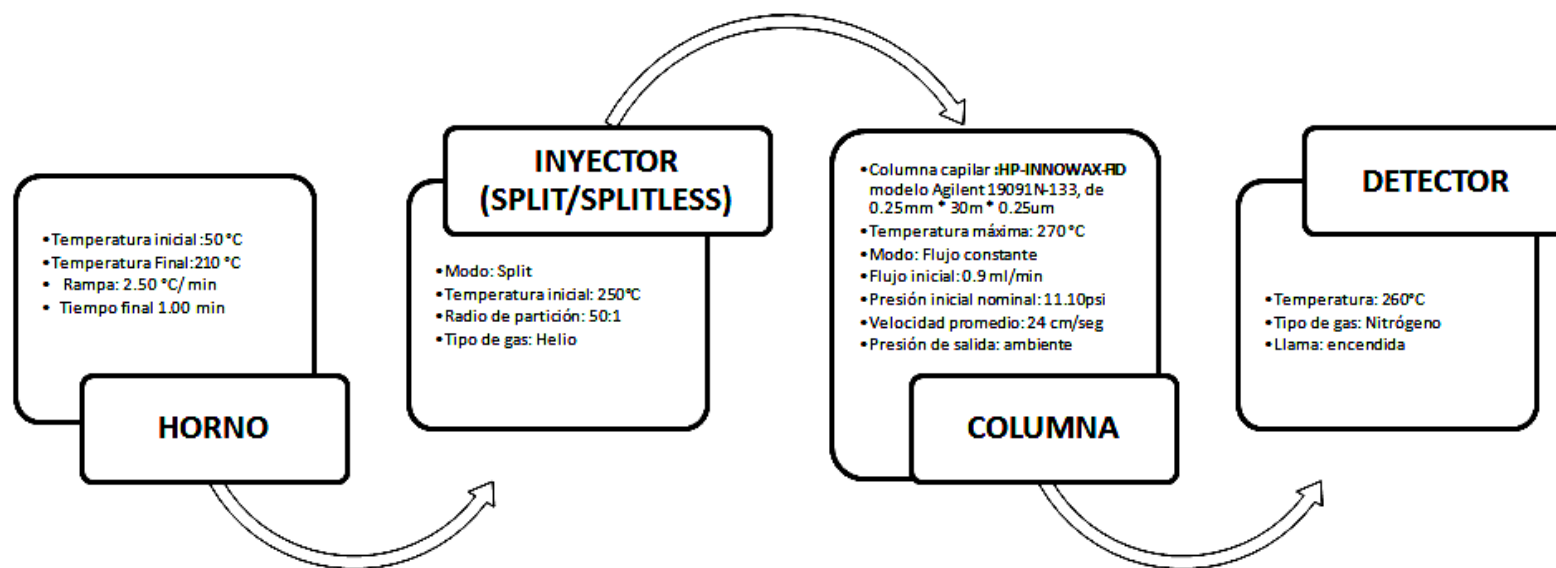 •Temperatura inicial :50 °C
•Temperatura Final:210 °C
• Rampa: 2.50 °C/ min
• Tiempo final 1.00 min
HORNO
INYECTOR
(SPLIT/SPLITLESS)
•Modo: Split
•Temperatura inicial: 250°C
•Radio de partición: 50:1
•Tipo de gas: Helio
•Columna capilar :HP-INNOWAX-FID
modelo Agilent 19091N-133, de
0.25mm * 30m * 0.25um
•Temperatura máxima: 270 °C
•Modo: Flujo constante
•Flujo inicial: 0.9 ml/min
•Presión inicial nominal: 11.10psi
•Velocidad promedio: 24 cm/seg
•Presión de salida: ambiente
COLUMNA
DETECTOR
•Temperatura: 260°C
•Tipo de gas: Nitrógeno
•Llama: encendida